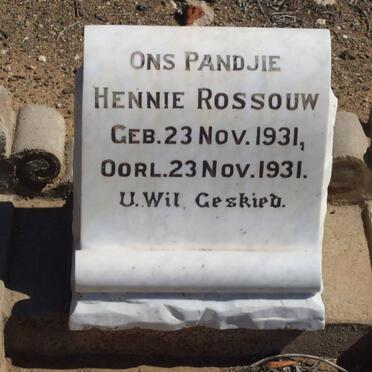 Ons Pandjie
Hennie Rossouw
Geb. 23 Nov. 1931,
Oorl. 23 Nov. 1931.
U. Wil Geskied.